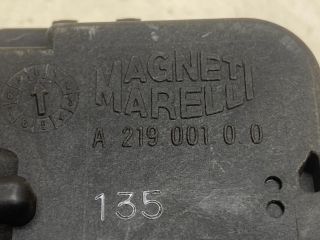 MAGNETI
MARELLI
A 219 001 0 0
T
135